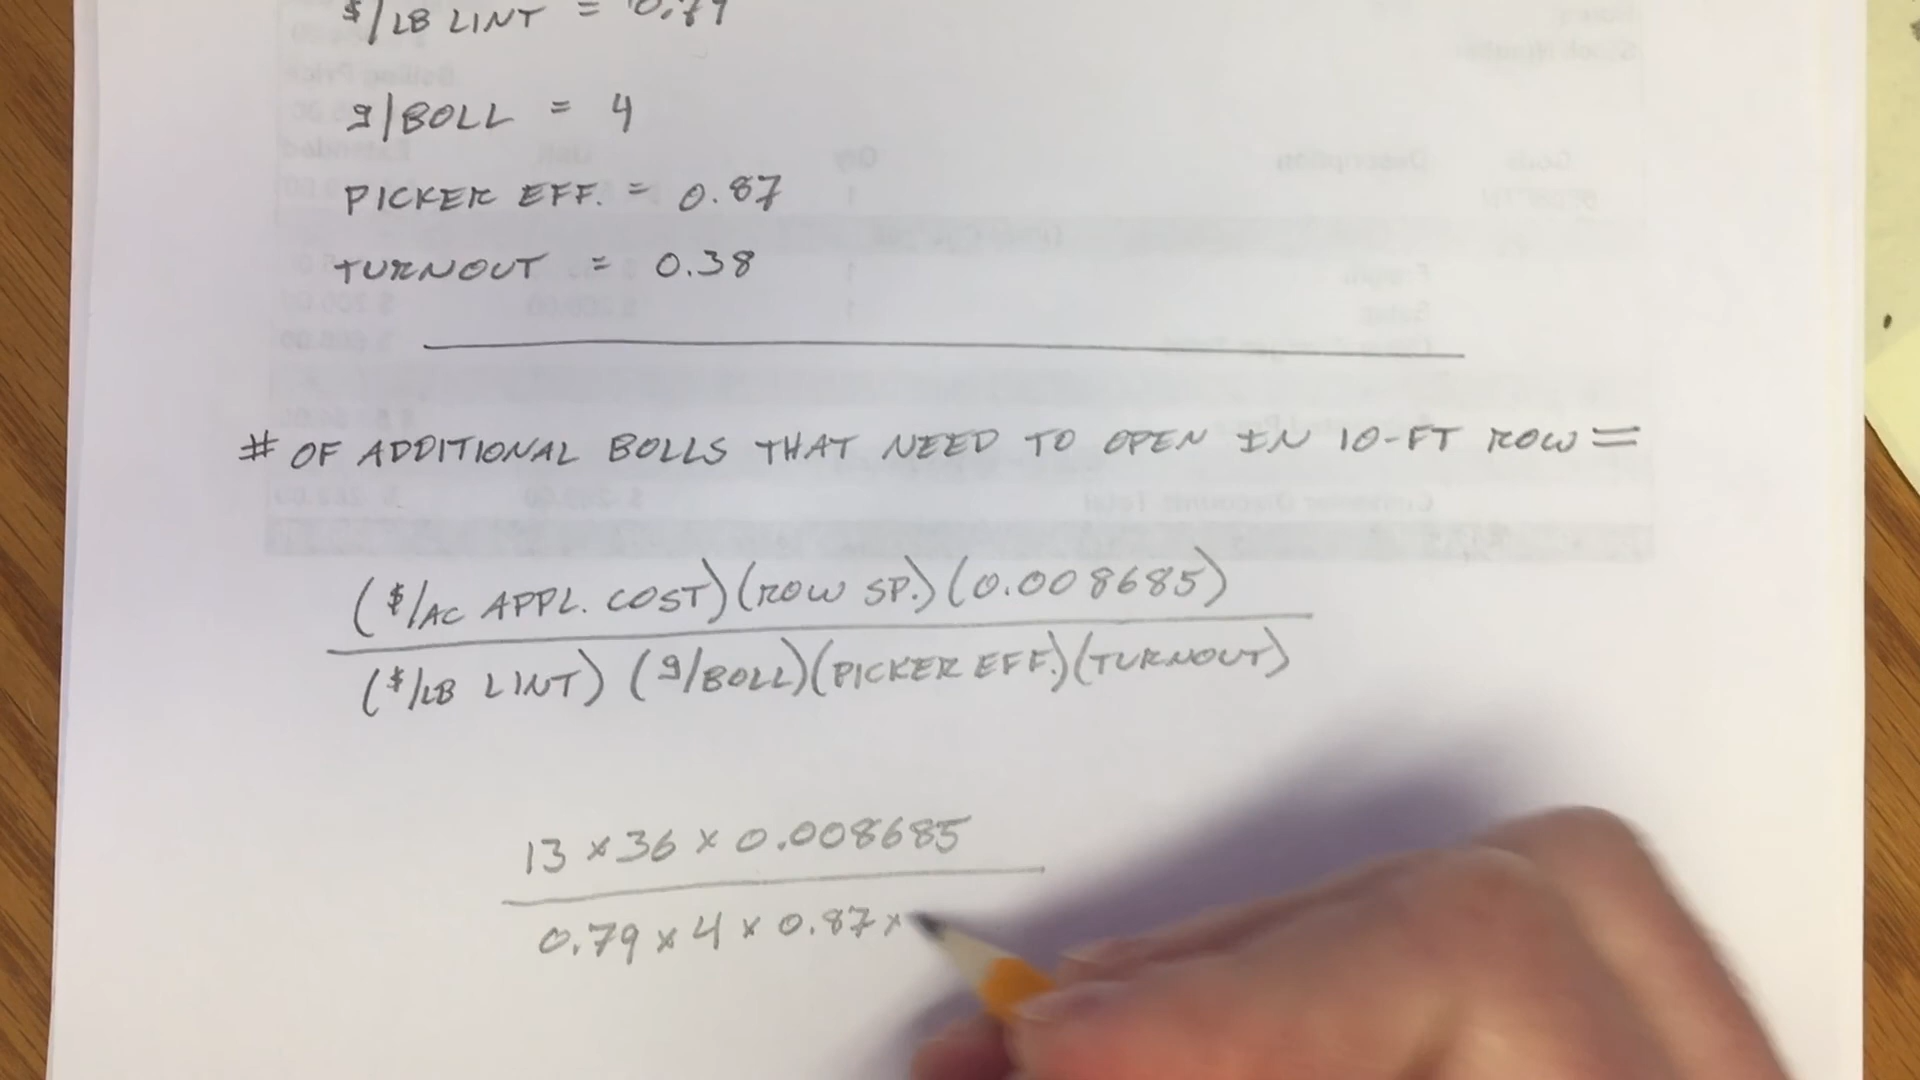 $/LB LINT = 0.79
g/BOLL = 4
PICKER EFF. = 0.87
TURNOUT = 0.38
# OF ADDITIONAL BOLLS THAT NEED TO OPEN IN 10-FT ROW =
($/AC APPL. COST)(ROW SP.)(0.008685)
($/LB LINT) (g/BOLL)(PICKER EFF.)(TURNOUT)
13 × 36 × 0.008685
0.79 × 4 × 0.87 ×